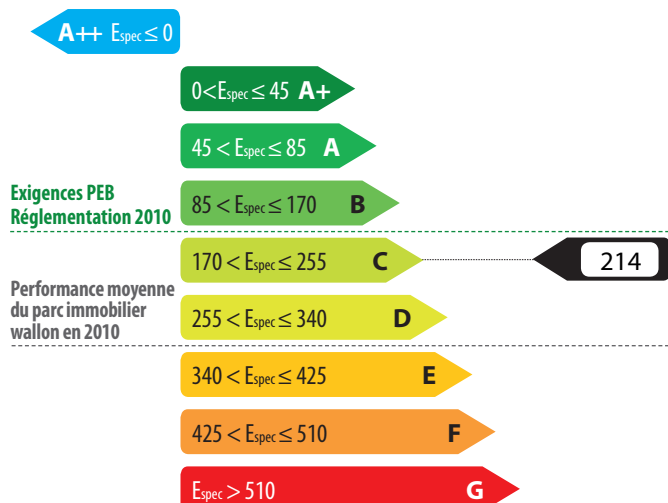 A++ Espec ≤ 0
0<Espec ≤ 45 A+
45 < Espec ≤ 85 A
Exigences PEB
Réglementation 2010
85 < Espec ≤ 170 B
170 < Espec ≤ 255 C
214
Performance moyenne
du parc immobilier
wallon en 2010
255 < Espec ≤ 340 D
340 < Espec ≤ 425 E
425 < Espec ≤ 510 F
Espec > 510 G